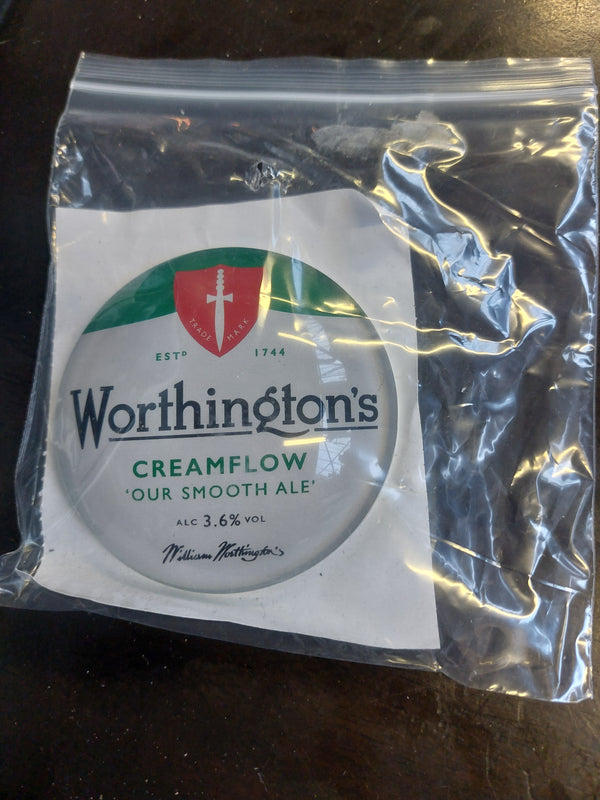 TRADE MARK
ESTD 1744
Worthington's
CREAMFLOW
'OUR SMOOTH ALE'
ALC 3.6% VOL
William Worthington's